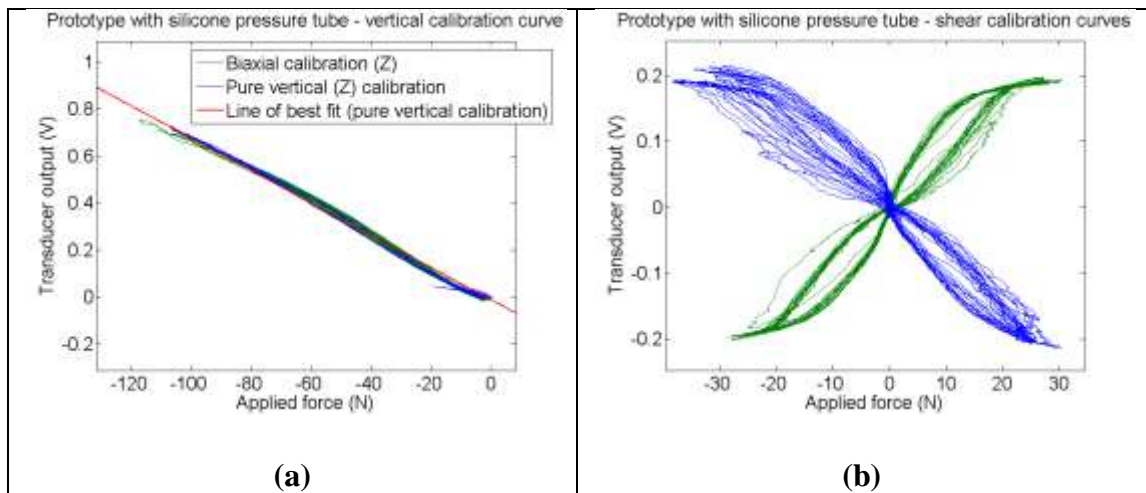 Prototype with silicone pressure tube - vertical calibration curve
1
0.8
0.6
0.4
0.2
0
-0.2
Transducer output (V)
Biaxial calibration (Z)
Pure vertical (Z) calibration
Line of best fit (pure vertical calibration)
-120 -100 -80 -60 -40 -20 0
Applied force (N)
(a)
Prototype with silicone pressure tube - shear calibration curves
0.2
0.1
0
-0.1
-0.2
Transducer output (V)
-30 -20 -10 0 10 20 30
Applied force (N)
(b)